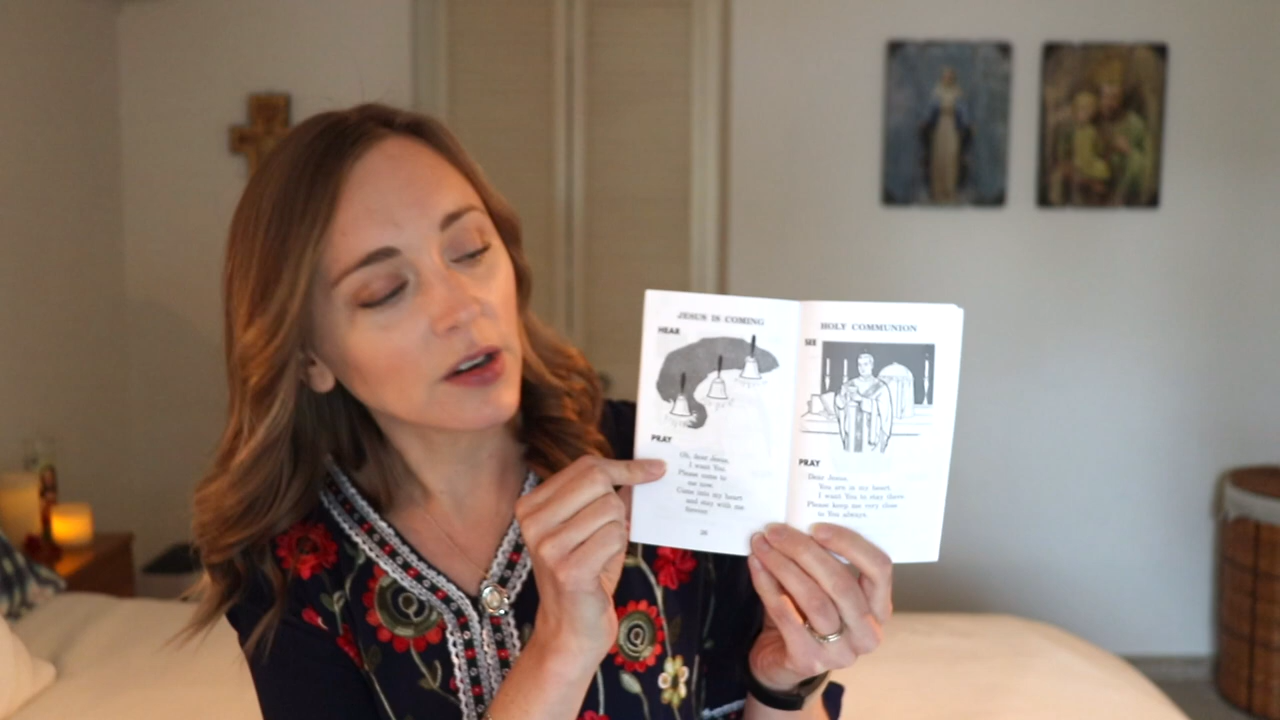 JESUS IS COMING
HEAR
PRAY
Oh, dear Jesus,
I want You.
Please come to
me now.
Come into my heart
and stay with me
forever.
26
HOLY COMMUNION
SEE
PRAY
Dear Jesus,
You are in my heart.
I want You to stay there.
Please keep me very close
to You always.